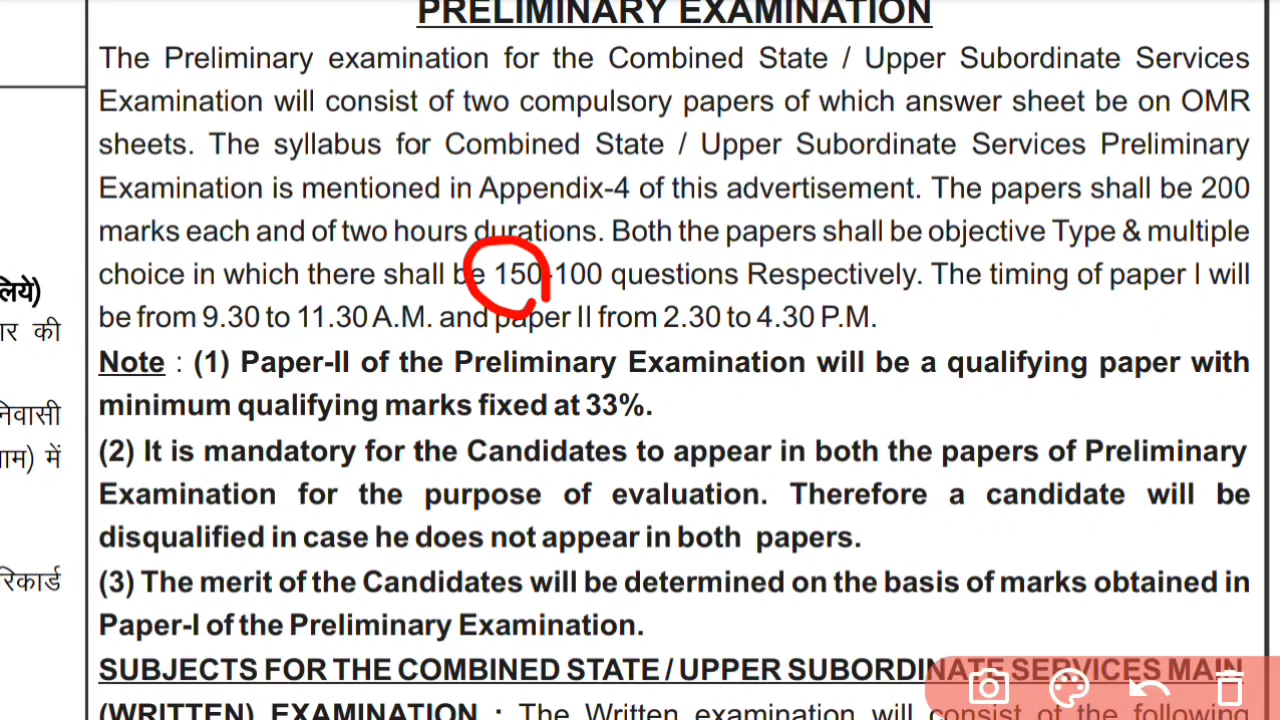 PRELIMINARY EXAMINATION
The Preliminary examination for the Combined State / Upper Subordinate Services
Examination will consist of two compulsory papers of which answer sheet be on OMR
sheets. The syllabus for Combined State / Upper Subordinate Services Preliminary
Examination is mentioned in Appendix-4 of this advertisement. The papers shall be 200
marks each and of two hours durations. Both the papers shall be objective Type & multiple
choice in which there shall be 150-100 questions Respectively. The timing of paper I will
be from 9.30 to 11.30 A.M. and paper II from 2.30 to 4.30 P.M.
Note : (1) Paper-II of the Preliminary Examination will be a qualifying paper with
minimum qualifying marks fixed at 33%.
(2) It is mandatory for the Candidates to appear in both the papers of Preliminary
Examination for the purpose of evaluation. Therefore a candidate will be
disqualified in case he does not appear in both papers.
(3) The merit of the Candidates will be determined on the basis of marks obtained in
Paper-I of the Preliminary Examination.
SUBJECTS FOR THE COMBINED STATE / UPPER SUBORDINATE SERVICES MAIN
(WRITTEN) EXAMINATION : The Written examination will consist of the following
की
में